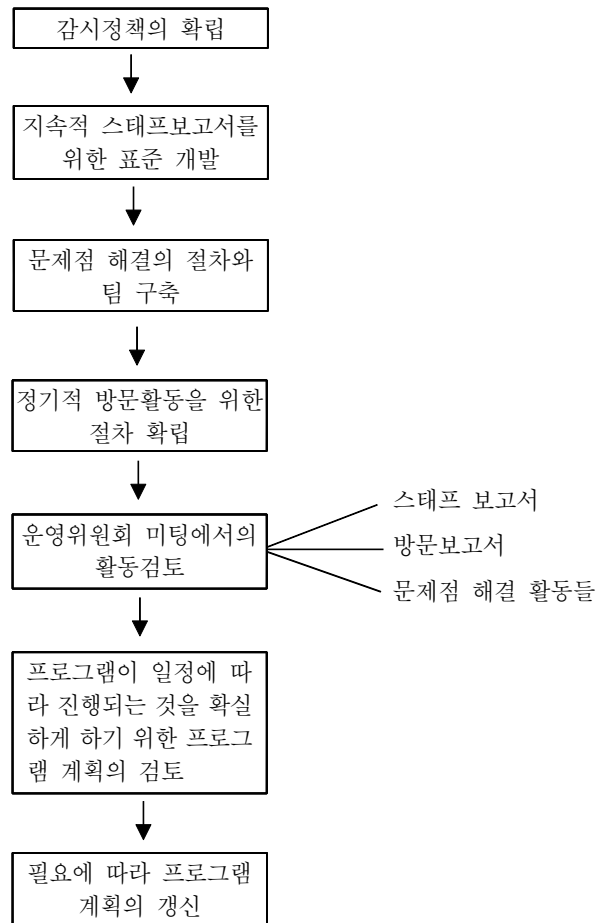 감시정책의 확립
지속적 스태프보고서를
위한 표준 개발
문제점 해결의 절차와
팀 구축
정기적 방문활동을 위한
절차 확립
운영위원회 미팅에서의
활동검토
스태프 보고서
방문보고서
문제점 해결 활동들
프로그램이 일정에 따
라 진행되는 것을 확실
하게 하기 위한 프로그
램 계획의 검토
필요에 따라 프로그램
계획의 갱신